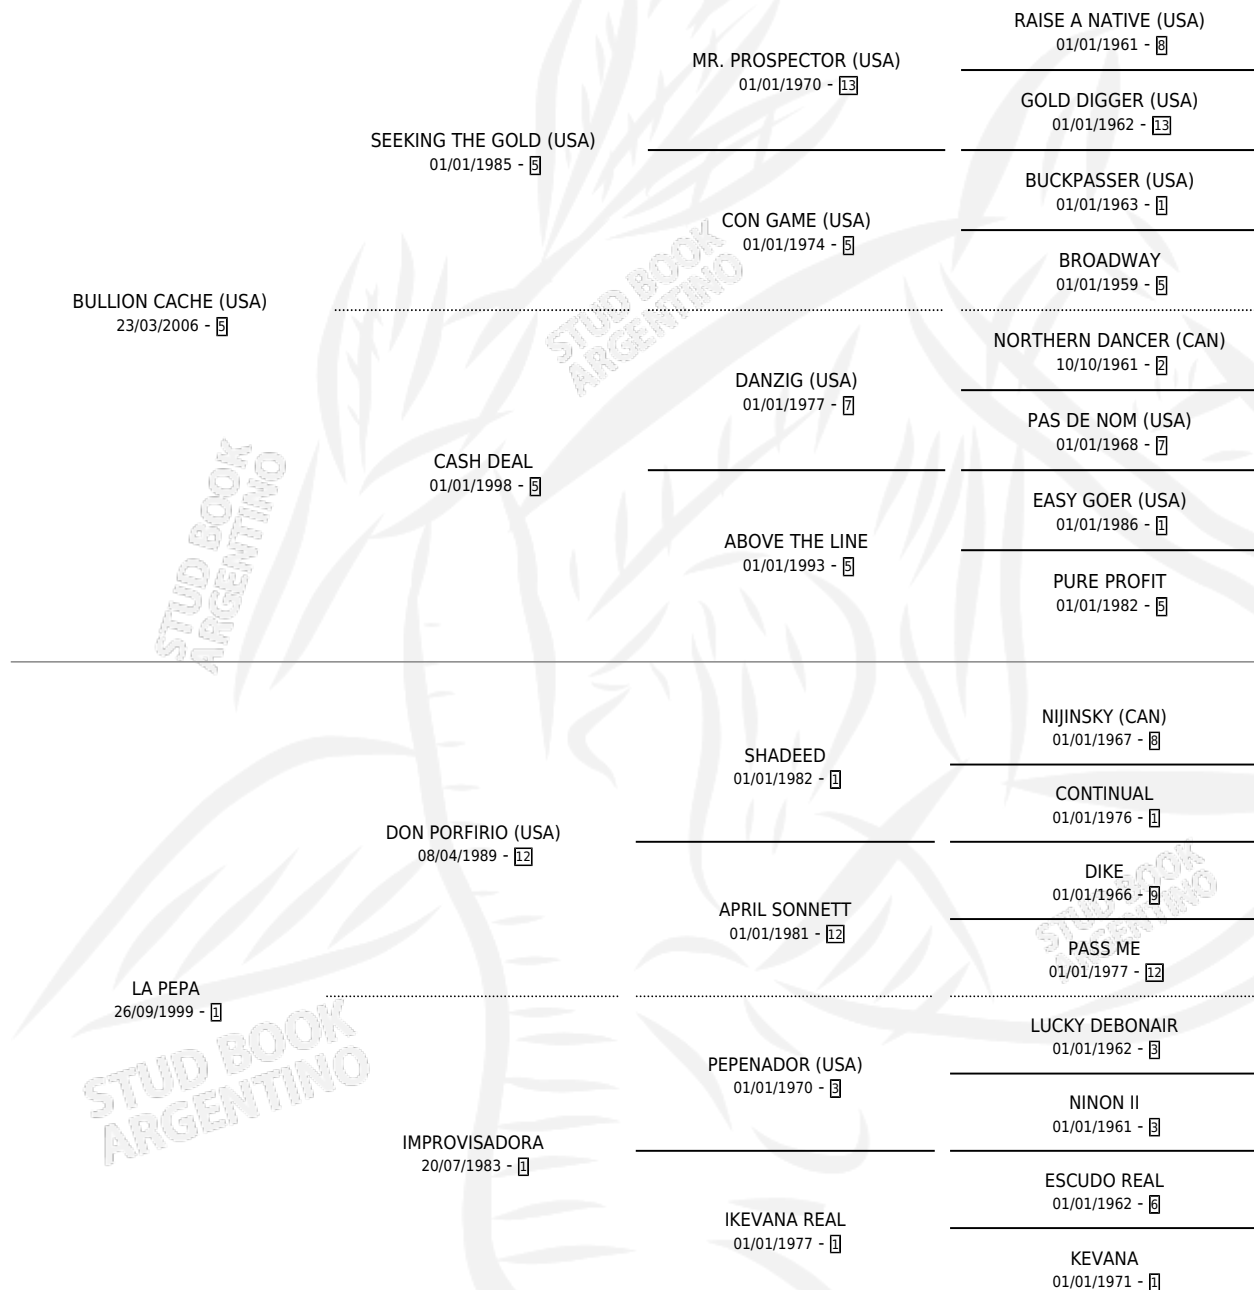 RAISE A NATIVE (USA)
01/01/1961 - 8
MR. PROSPECTOR (USA)
01/01/1970 - 13
GOLD DIGGER (USA)
01/01/1962 - 13
SEEKING THE GOLD (USA)
01/01/1985 - 5
BUCKPASSER (USA)
01/01/1963 - 1
CON GAME (USA)
01/01/1974 - 5
BROADWAY
01/01/1959 - 5
BULLION CACHE (USA)
23/03/2006 - 5
NORTHERN DANCER (CAN)
10/10/1961 - 2
DANZIG (USA)
01/01/1977 - 7
PAS DE NOM (USA)
01/01/1968 - 7
CASH DEAL
01/01/1998 - 5
EASY GOER (USA)
01/01/1986 - 1
ABOVE THE LINE
01/01/1993 - 5
PURE PROFIT
01/01/1982 - 5
STUD BOOK
ARGENTINO
STUD BOOK
ARGENTINO
NIJINSKY (CAN)
01/01/1967 - 8
SHADEED
01/01/1982 - 1
CONTINUAL
01/01/1976 - 1
DON PORFIRIO (USA)
08/04/1989 - 12
DIKE
01/01/1966 - 9
APRIL SONNETT
01/01/1981 - 12
PASS ME
01/01/1977 - 12
LA PEPA
26/09/1999 - 1
LUCKY DEBONAIR
01/01/1962 - 3
PEPENADOR (USA)
01/01/1970 - 3
NINON II
01/01/1961 - 3
IMPROVISADORA
20/07/1983 - 1
ESCUDO REAL
01/01/1962 - 6
IKEVANA REAL
01/01/1977 - 1
KEVANA
01/01/1971 - 1
STUD BOOK
ARGENTINO
STUD BOOK
ARGENTINO